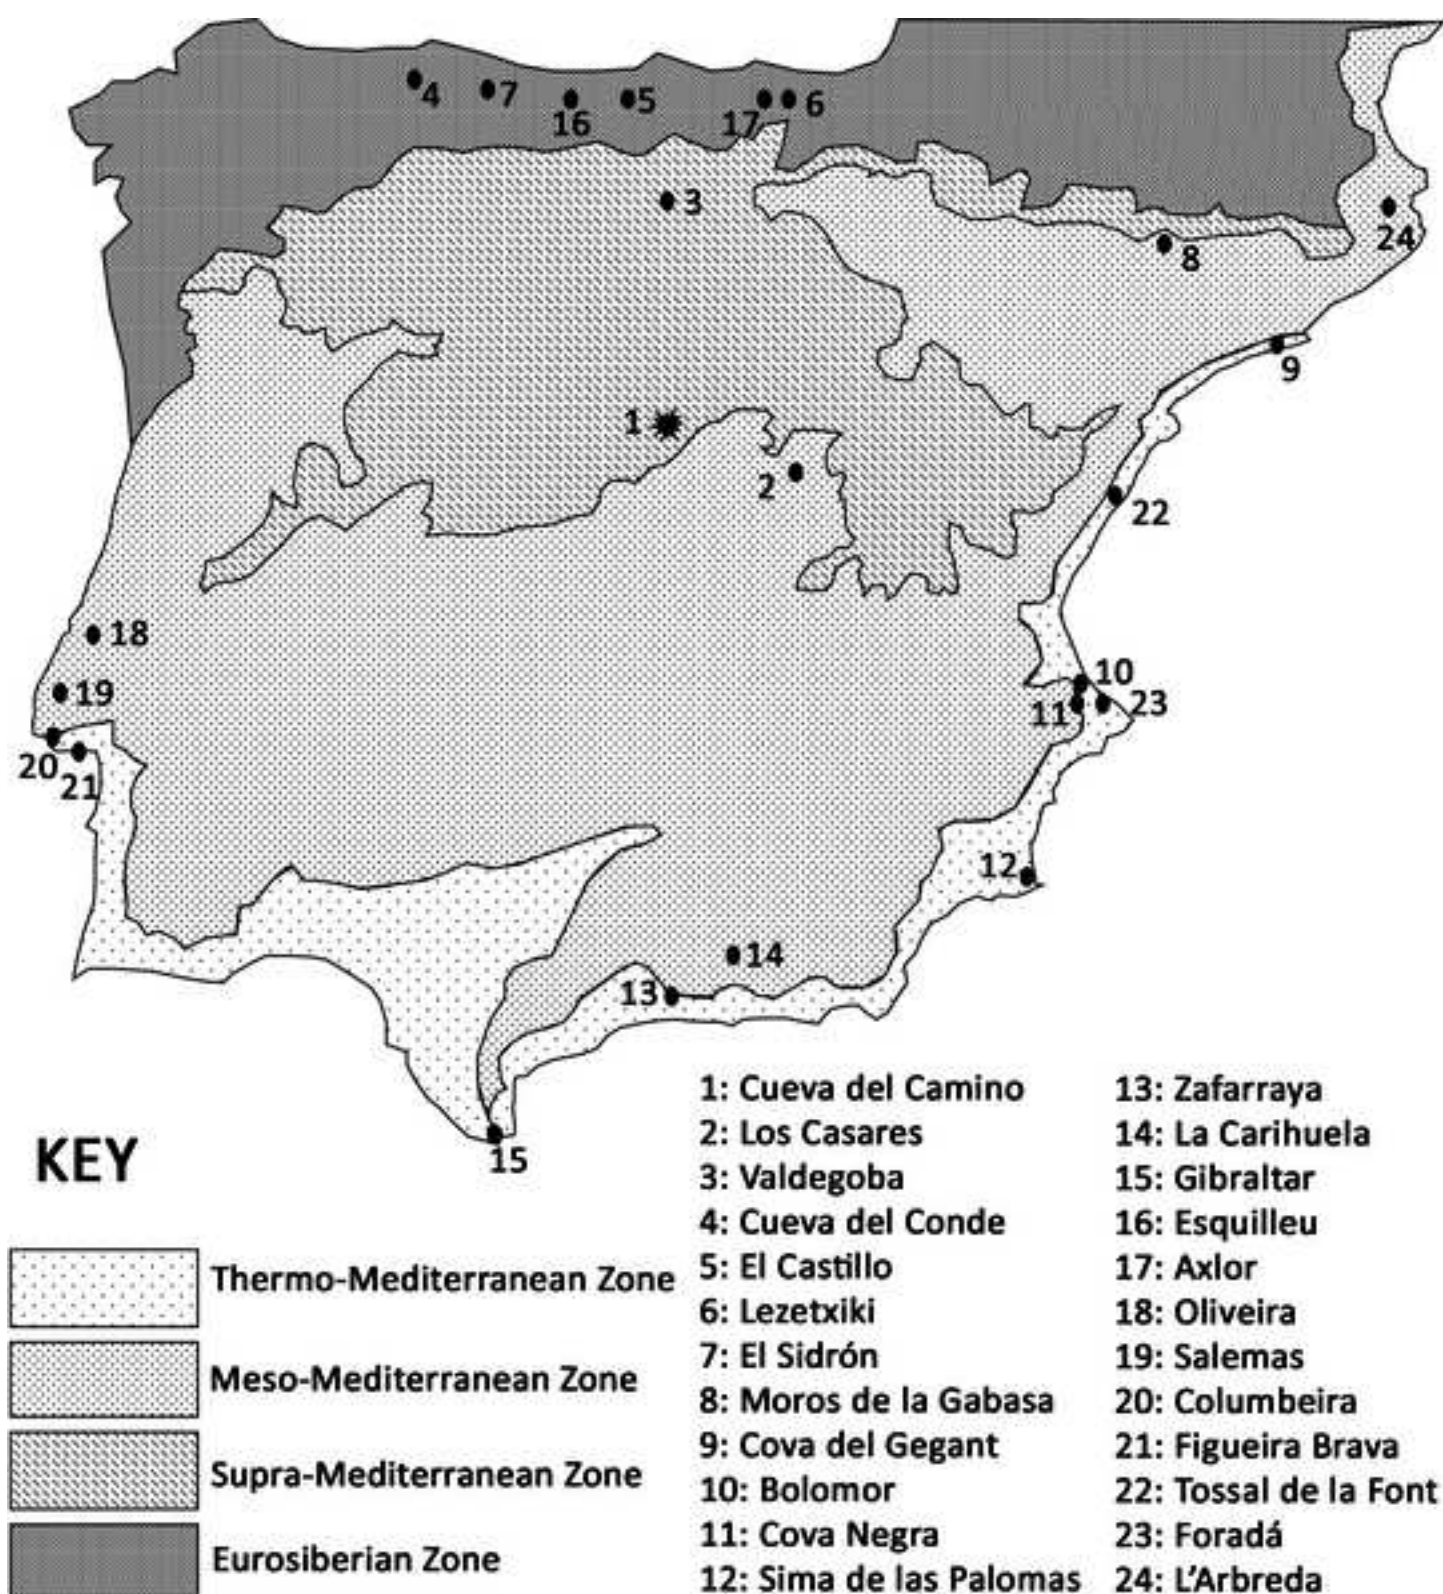 4
7
16
5
17
6
3
8
24
9
1
2
22
18
19
10
11
23
20
21
12
14
13
15
KEY
Thermo-Mediterranean Zone
Meso-Mediterranean Zone
Supra-Mediterranean Zone
Eurosiberian Zone
1: Cueva del Camino
2: Los Casares
3: Valdegoba
4: Cueva del Conde
5: El Castillo
6: Lezetxiki
7: El Sidrón
8: Moros de la Gabasa
9: Cova del Gegant
10: Bolomor
11: Cova Negra
12: Sima de las Palomas
13: Zafarraya
14: La Carihuela
15: Gibraltar
16: Esquilleu
17: Axlor
18: Oliveira
19: Salemas
20: Columbeira
21: Figueira Brava
22: Tossal de la Font
23: Foradá
24: L'Arbreda